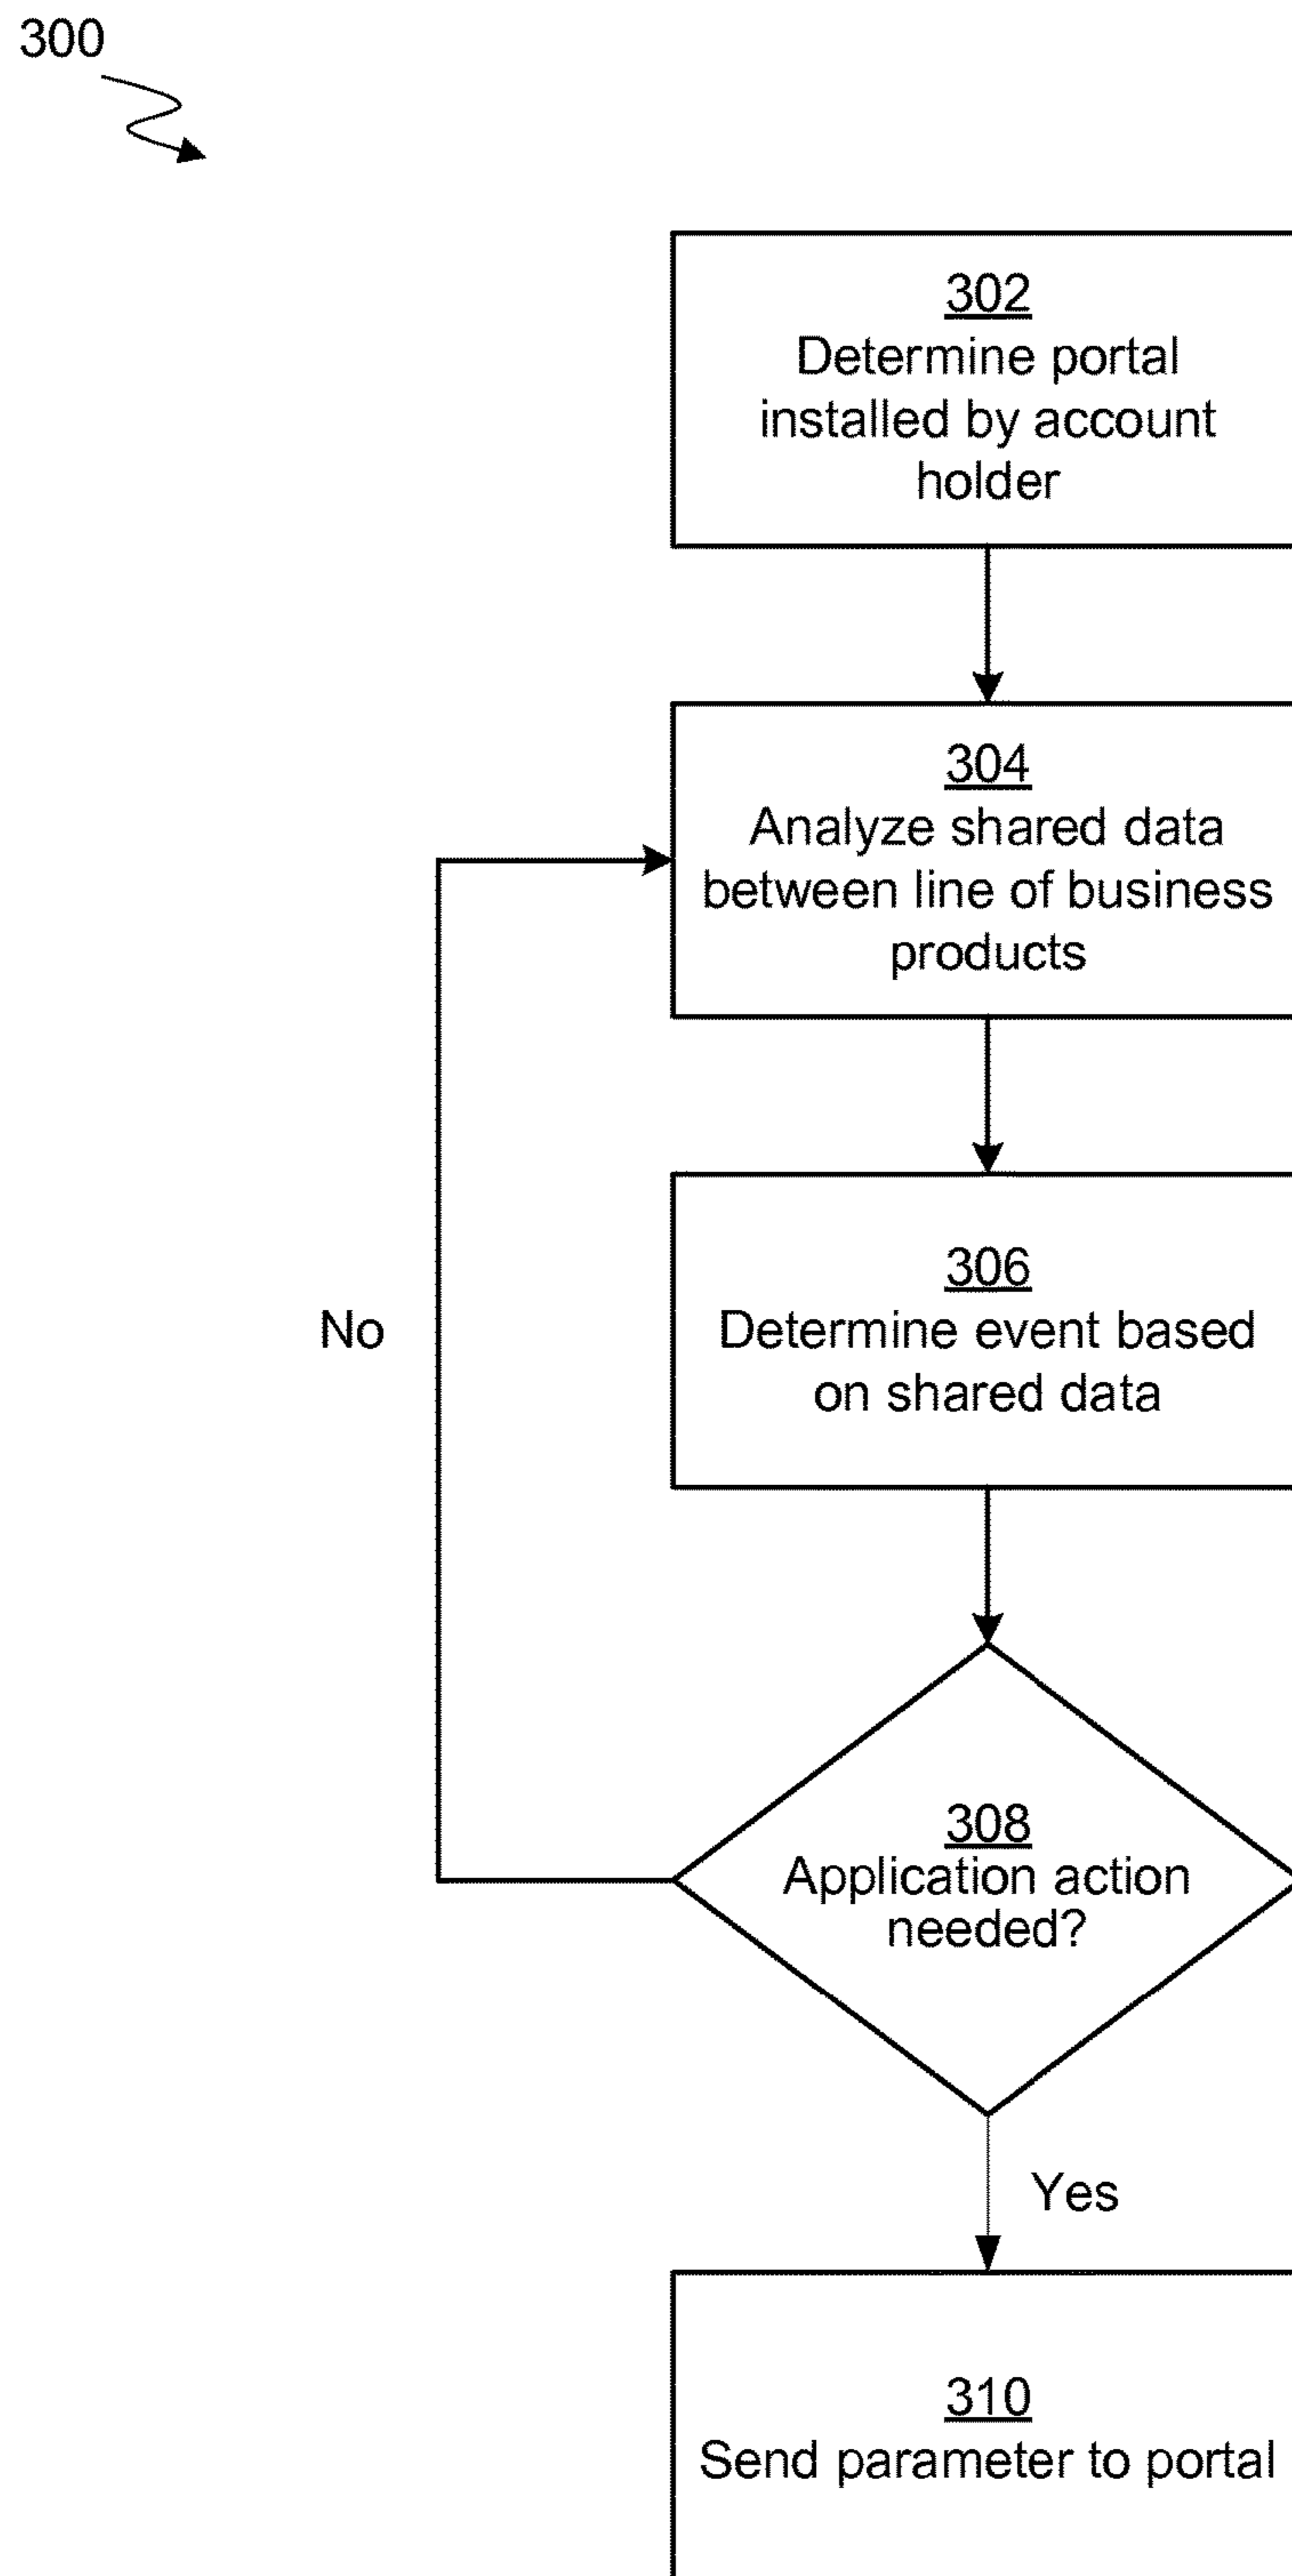 300
302
Determine portal
installed by account
holder
304
Analyze shared data
between line of business
products
306
Determine event based
on shared data
No
308
Application action
needed?
Yes
310
Send parameter to portal